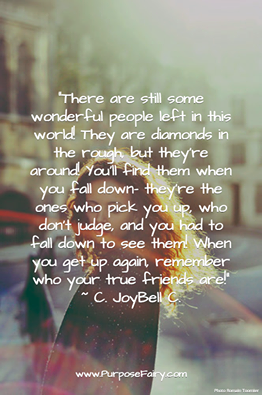 "There are still some
wonderful people left in this
world! They are diamonds in
the rough, but they're
around! You'll find them when
you fall down- they're the
ones who pick you up, who
don't judge, and you had to
fall down to see them! When
you get up again, remember
who your true friends are!"
~ C. JoyBell C.
www.PurposeFairy.com